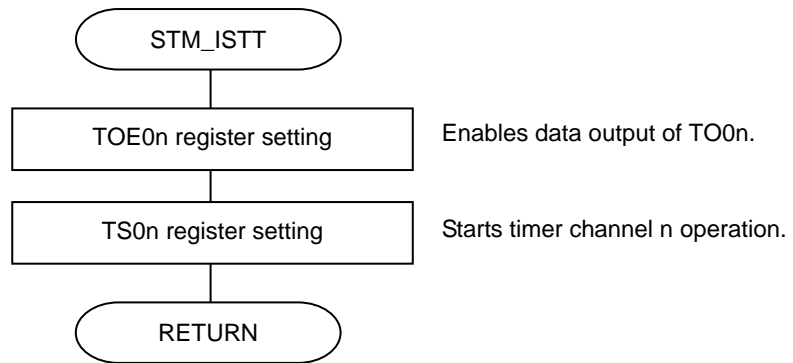 STM_ISTT
TOE0n register setting
Enables data output of TO0n.
TS0n register setting
Starts timer channel n operation.
RETURN